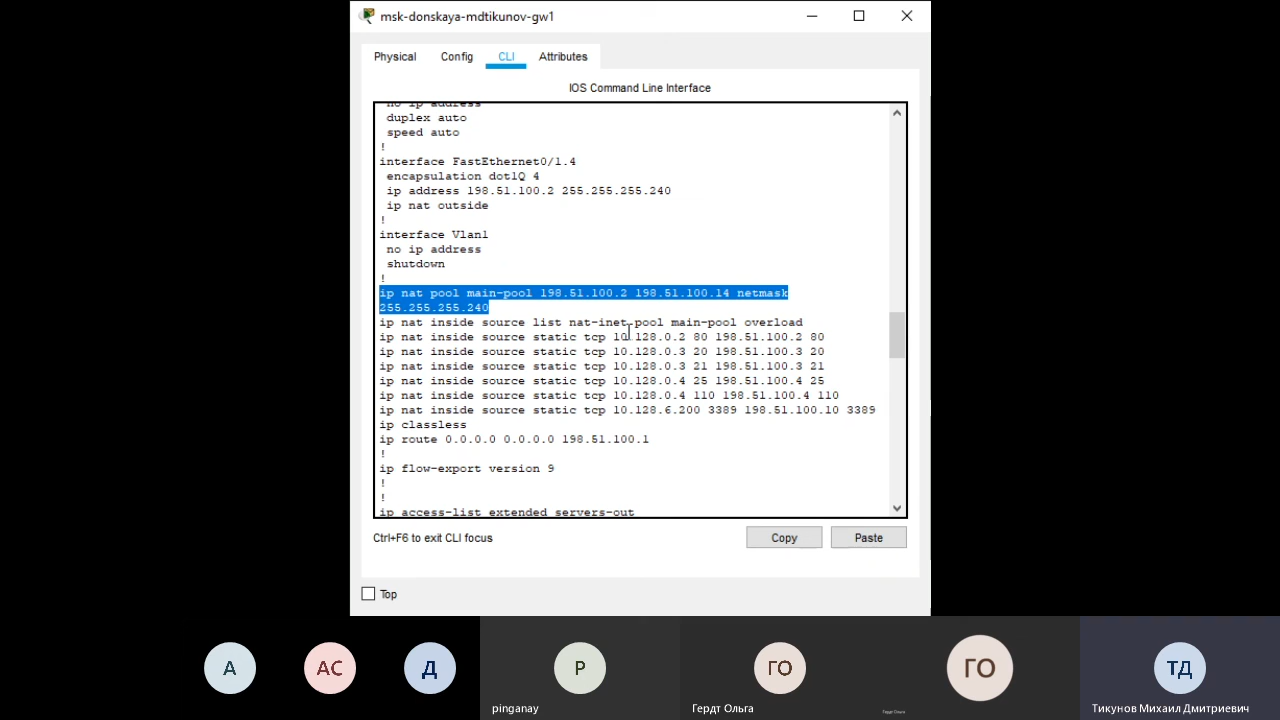 msk-donskaya-mdtikunov-gw1
Physical Config CLI Attributes
IOS Command Line Interface
no ip address
duplex auto
speed auto
!
interface FastEthernet0/1.4
encapsulation dot1Q 4
ip address 198.51.100.2 255.255.255.240
ip nat outside
!
interface Vlan1
no ip address
shutdown
!
ip nat pool main-pool 198.51.100.2 198.51.100.14 netmask
255.255.255.240
ip nat inside source list nat-inet pool main-pool overload
ip nat inside source static tcp 10.128.0.2 80 198.51.100.2 80
ip nat inside source static tcp 10.128.0.3 20 198.51.100.3 20
ip nat inside source static tcp 10.128.0.3 21 198.51.100.3 21
ip nat inside source static tcp 10.128.0.4 25 198.51.100.4 25
ip nat inside source static tcp 10.128.0.4 110 198.51.100.4 110
ip nat inside source static tcp 10.128.6.200 3389 198.51.100.10 3389
ip classless
ip route 0.0.0.0 0.0.0.0 198.51.100.1
!
ip flow-export version 9
!
!
ip access-list extended servers-out
Ctrl+F6 to exit CLI focus
Copy Paste
Top
А АС Д Р ГО ГО ТД
pinganay Гердт Ольга Гердт Ольга Тикунов Михаил Дмитриевич